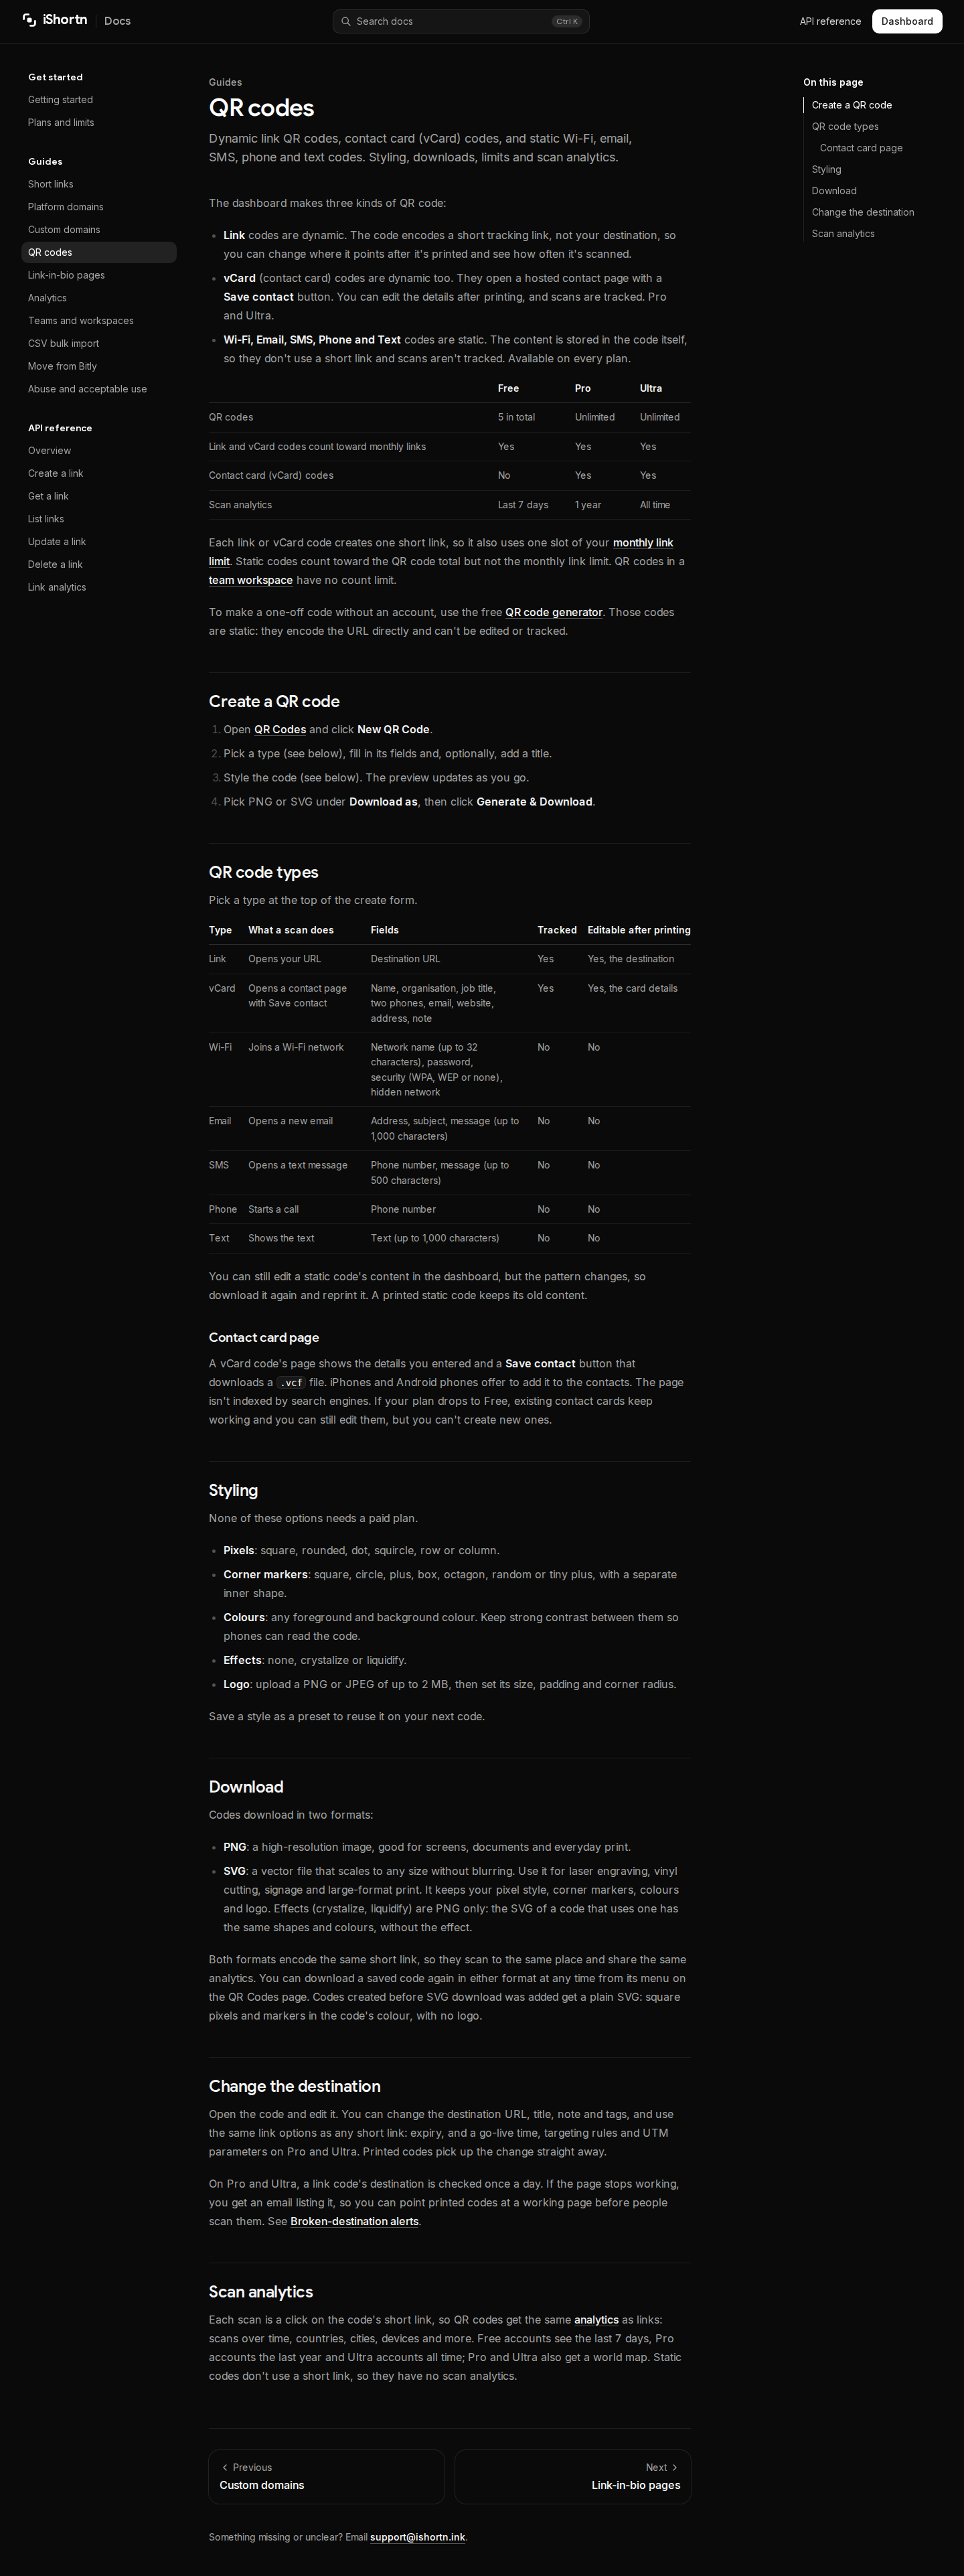 iShortn Docs Search docs Ctrl K API reference Dashboard
Get started
Getting started
Plans and limits
Guides
Short links
Platform domains
Custom domains
QR codes
Link-in-bio pages
Analytics
Teams and workspaces
CSV bulk import
Move from Bitly
Abuse and acceptable use
API reference
Overview
Create a link
Get a link
List links
Update a link
Delete a link
Link analytics
Guides
QR codes
Dynamic link QR codes, contact card (vCard) codes, and static Wi-Fi, email,
SMS, phone and text codes. Styling, downloads, limits and scan analytics.
The dashboard makes three kinds of QR code:
• Link codes are dynamic. The code encodes a short tracking link, not your destination, so
you can change where it points after it's printed and see how often it's scanned.
• vCard (contact card) codes are dynamic too. They open a hosted contact page with a
Save contact button. You can edit the details after printing, and scans are tracked. Pro
and Ultra.
• Wi-Fi, Email, SMS, Phone and Text codes are static. The content is stored in the code itself,
so they don't use a short link and scans aren't tracked. Available on every plan.
Free Pro Ultra
QR codes 5 in total Unlimited Unlimited
Link and vCard codes count toward monthly links Yes Yes Yes
Contact card (vCard) codes No Yes Yes
Scan analytics Last 7 days 1 year All time
Each link or vCard code creates one short link, so it also uses one slot of your monthly link
limit. Static codes count toward the QR code total but not the monthly link limit. QR codes in a
team workspace have no count limit.
To make a one-off code without an account, use the free QR code generator. Those codes
are static: they encode the URL directly and can't be edited or tracked.
Create a QR code
1. Open QR Codes and click New QR Code.
2. Pick a type (see below), fill in its fields and, optionally, add a title.
3. Style the code (see below). The preview updates as you go.
4. Pick PNG or SVG under Download as, then click Generate & Download.
QR code types
Pick a type at the top of the create form.
Type What a scan does Fields Tracked Editable after printing
Link Opens your URL Destination URL Yes Yes, the destination
vCard Opens a contact page Name, organisation, job title, Yes Yes, the card details
with Save contact two phones, email, website,
address, note
Wi-Fi Joins a Wi-Fi network Network name (up to 32 No No
characters), password,
security (WPA, WEP or none),
hidden network
Email Opens a new email Address, subject, message (up to No No
1,000 characters)
SMS Opens a text message Phone number, message (up to No No
500 characters)
Phone Starts a call Phone number No No
Text Shows the text Text (up to 1,000 characters) No No
You can still edit a static code's content in the dashboard, but the pattern changes, so
download it again and reprint it. A printed static code keeps its old content.
Contact card page
A vCard code's page shows the details you entered and a Save contact button that
downloads a .vcf file. iPhones and Android phones offer to add it to the contacts. The page
isn't indexed by search engines. If your plan drops to Free, existing contact cards keep
working and you can still edit them, but you can't create new ones.
Styling
None of these options needs a paid plan.
• Pixels: square, rounded, dot, squircle, row or column.
• Corner markers: square, circle, plus, box, octagon, random or tiny plus, with a separate
inner shape.
• Colours: any foreground and background colour. Keep strong contrast between them so
phones can read the code.
• Effects: none, crystalize or liquidify.
• Logo: upload a PNG or JPEG of up to 2 MB, then set its size, padding and corner radius.
Save a style as a preset to reuse it on your next code.
Download
Codes download in two formats:
• PNG: a high-resolution image, good for screens, documents and everyday print.
• SVG: a vector file that scales to any size without blurring. Use it for laser engraving, vinyl
cutting, signage and large-format print. It keeps your pixel style, corner markers, colours
and logo. Effects (crystalize, liquidify) are PNG only: the SVG of a code that uses one has
the same shapes and colours, without the effect.
Both formats encode the same short link, so they scan to the same place and share the same
analytics. You can download a saved code again in either format at any time from its menu on
the QR Codes page. Codes created before SVG download was added get a plain SVG: square
pixels and markers in the code's colour, with no logo.
Change the destination
Open the code and edit it. You can change the destination URL, title, note and tags, and use
the same link options as any short link: expiry, and a go-live time, targeting rules and UTM
parameters on Pro and Ultra. Printed codes pick up the change straight away.
On Pro and Ultra, a link code's destination is checked once a day. If the page stops working,
you get an email listing it, so you can point printed codes at a working page before people
scan them. See Broken-destination alerts.
Scan analytics
Each scan is a click on the code's short link, so QR codes get the same analytics as links:
scans over time, countries, cities, devices and more. Free accounts see the last 7 days, Pro
accounts the last year and Ultra accounts all time; Pro and Ultra also get a world map. Static
codes don't use a short link, so they have no scan analytics.
Previous
Custom domains
Next
Link-in-bio pages
Something missing or unclear? Email support@ishortn.ink.
On this page
Create a QR code
QR code types
Contact card page
Styling
Download
Change the destination
Scan analytics